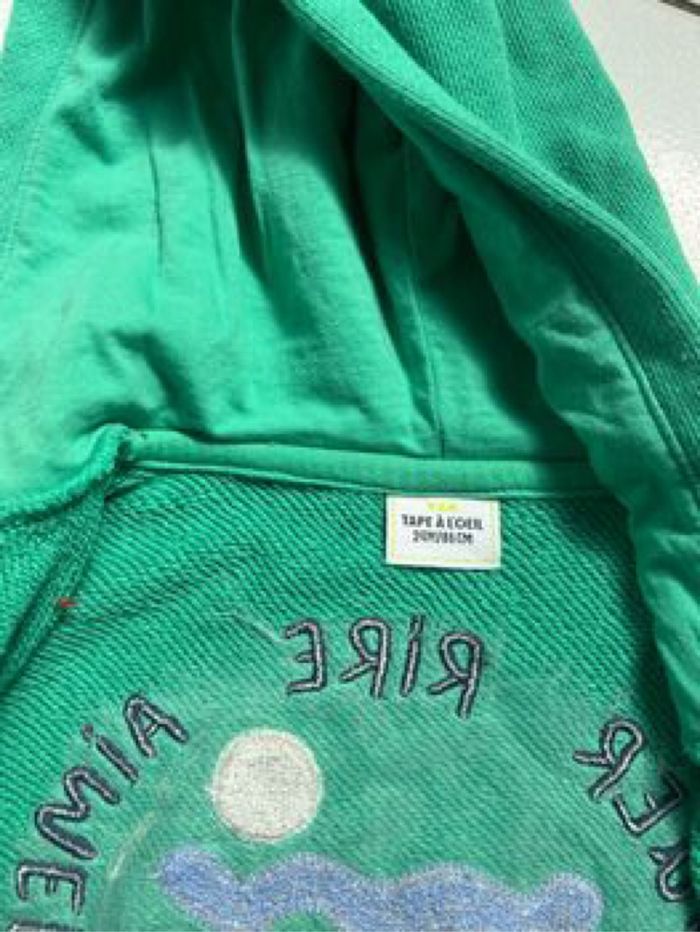 TAPE À L'OEIL
24M/86CM
RiRE
AiME